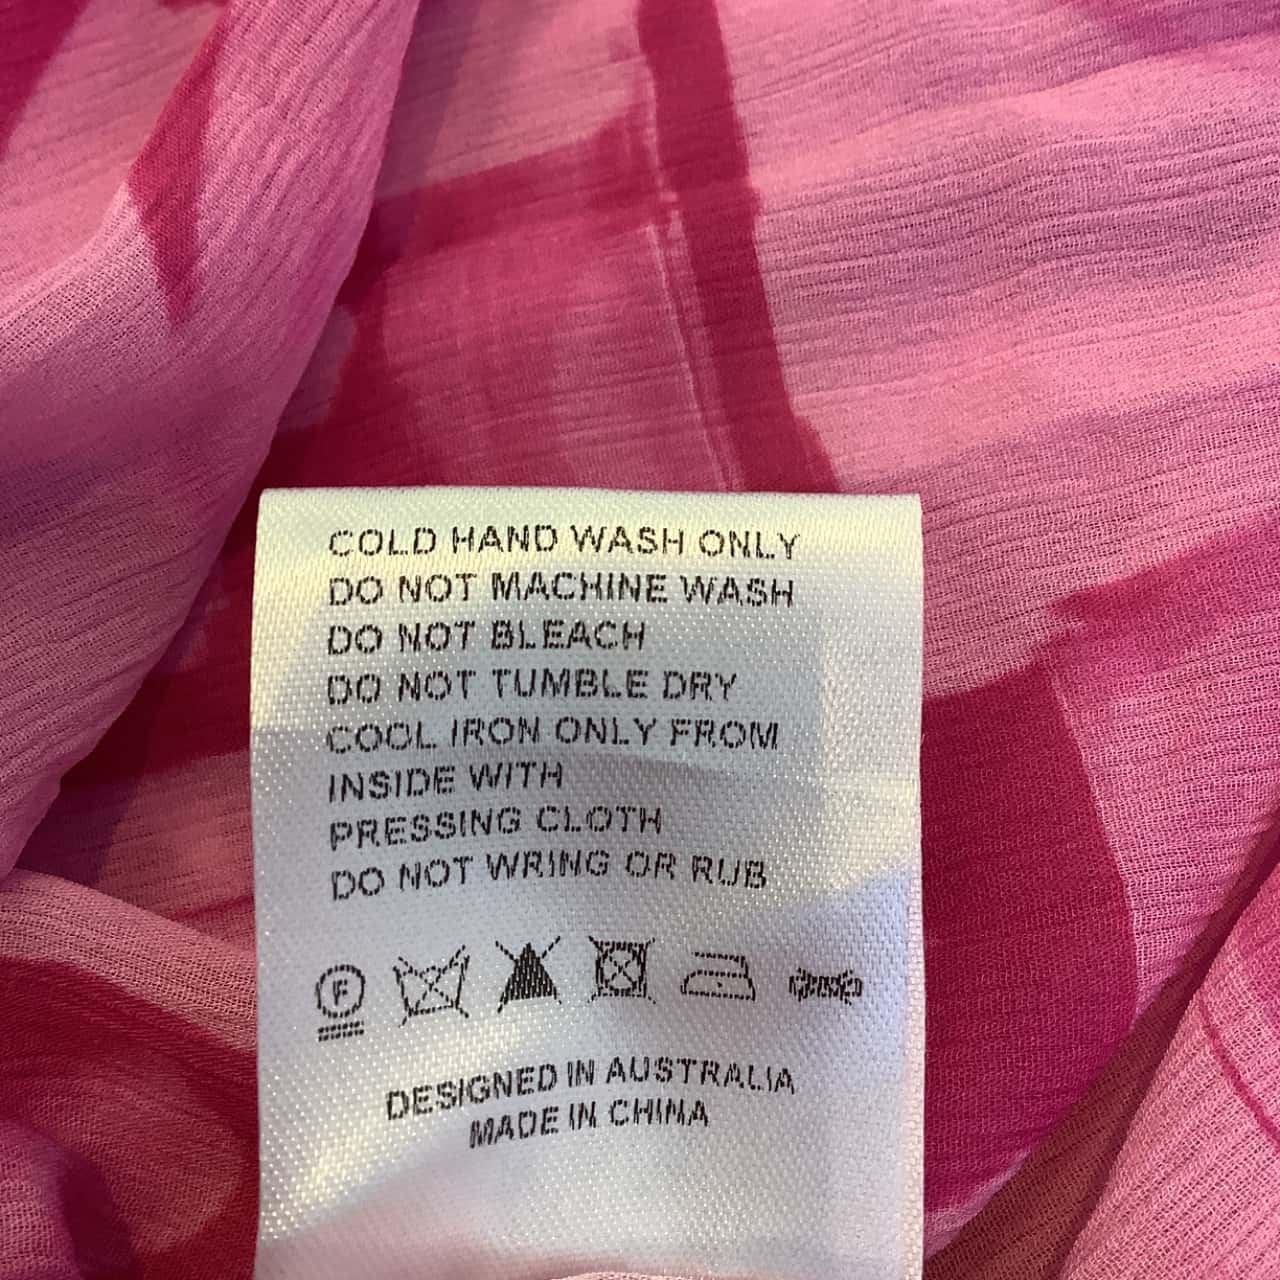 COLD HAND WASH ONLY
DO NOT MACHINE WASH
DO NOT BLEACH
DO NOT TUMBLE DRY
COOL IRON ONLY FROM
INSIDE WITH
PRESSING CLOTH
DO NOT WRING OR RUB
F
DESIGNED IN AUSTRALIA
MADE IN CHINA